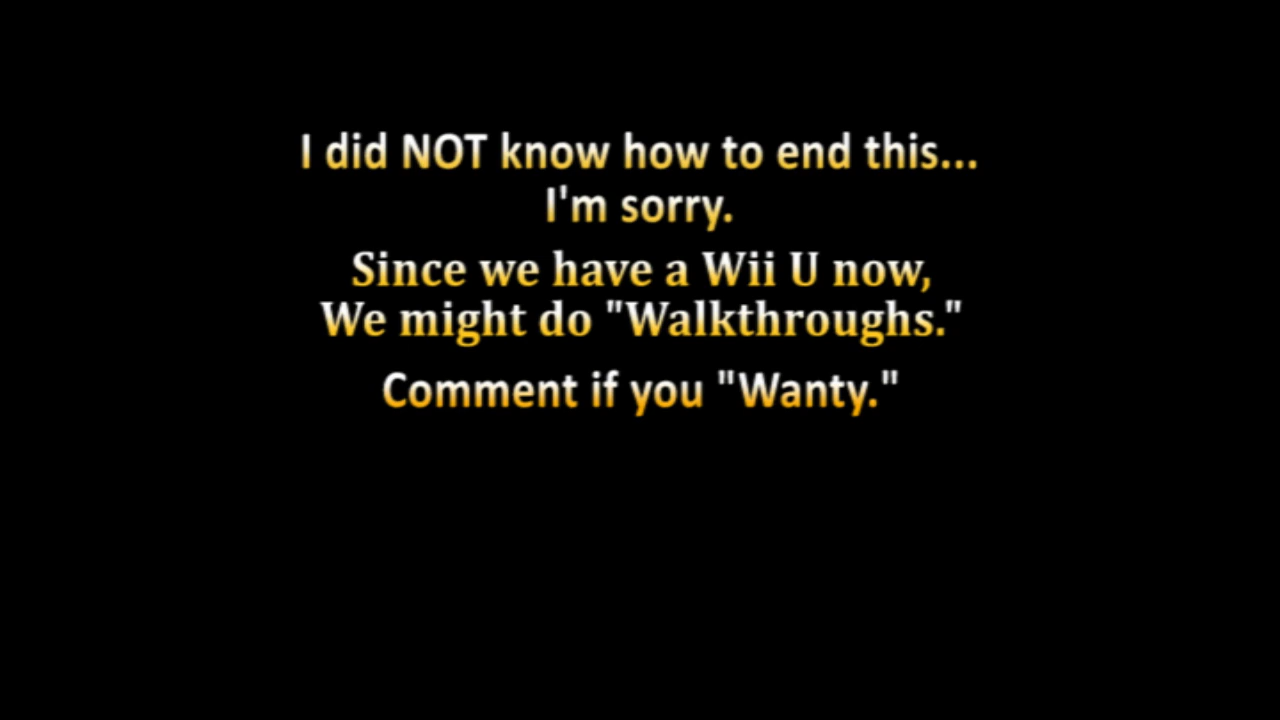 I did NOT know how to end this...
I'm sorry.
Since we have a Wii U now,
We might do "Walkthroughs."
Comment if you "Wanty."